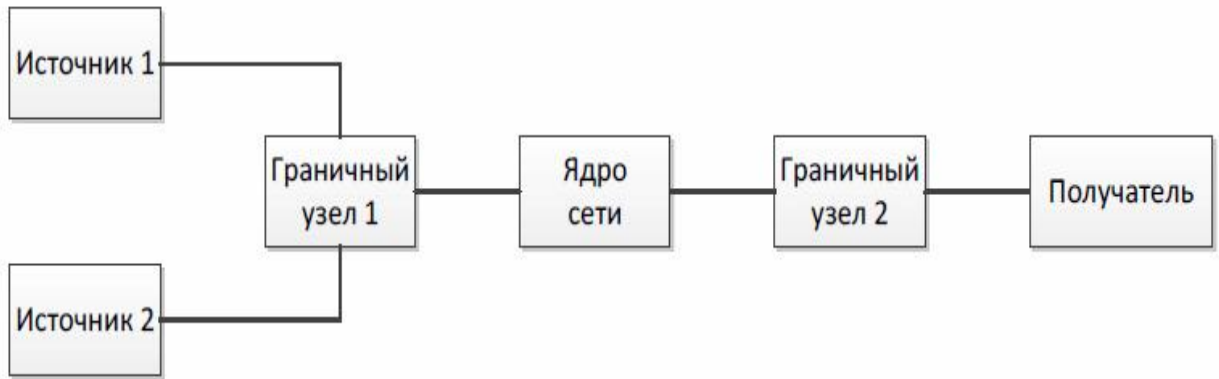 Источник 1
Граничный
узел 1
Ядро
сети
Граничный
узел 2
Получатель
Источник 2